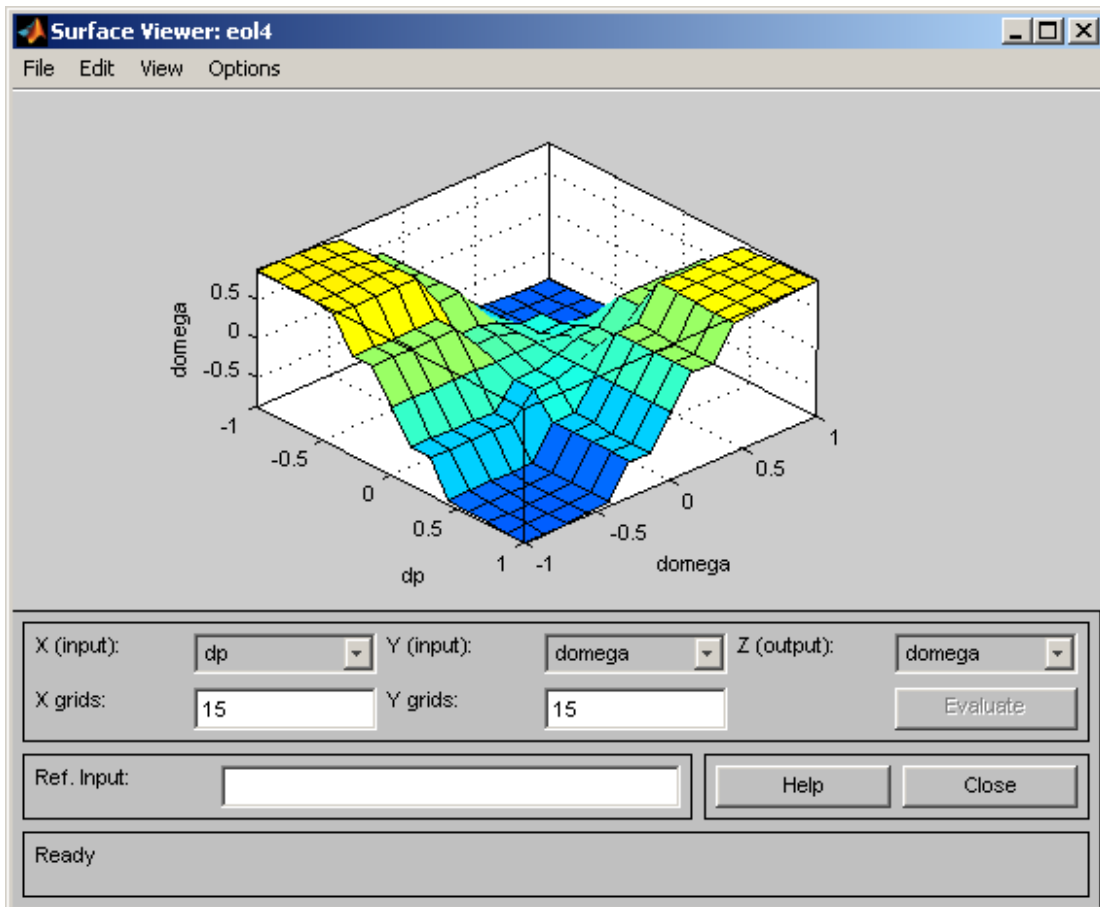 Surface Viewer: eol4
File Edit View Options
0.5
0
-0.5
domega
-1
-0.5
0
0.5
1
dp
-1
-0.5
0
0.5
1
domega
X (input): dp Y (input): domega Z (output): domega
X grids: 15 Y grids: 15 Evaluate
Ref. Input: Help Close
Ready